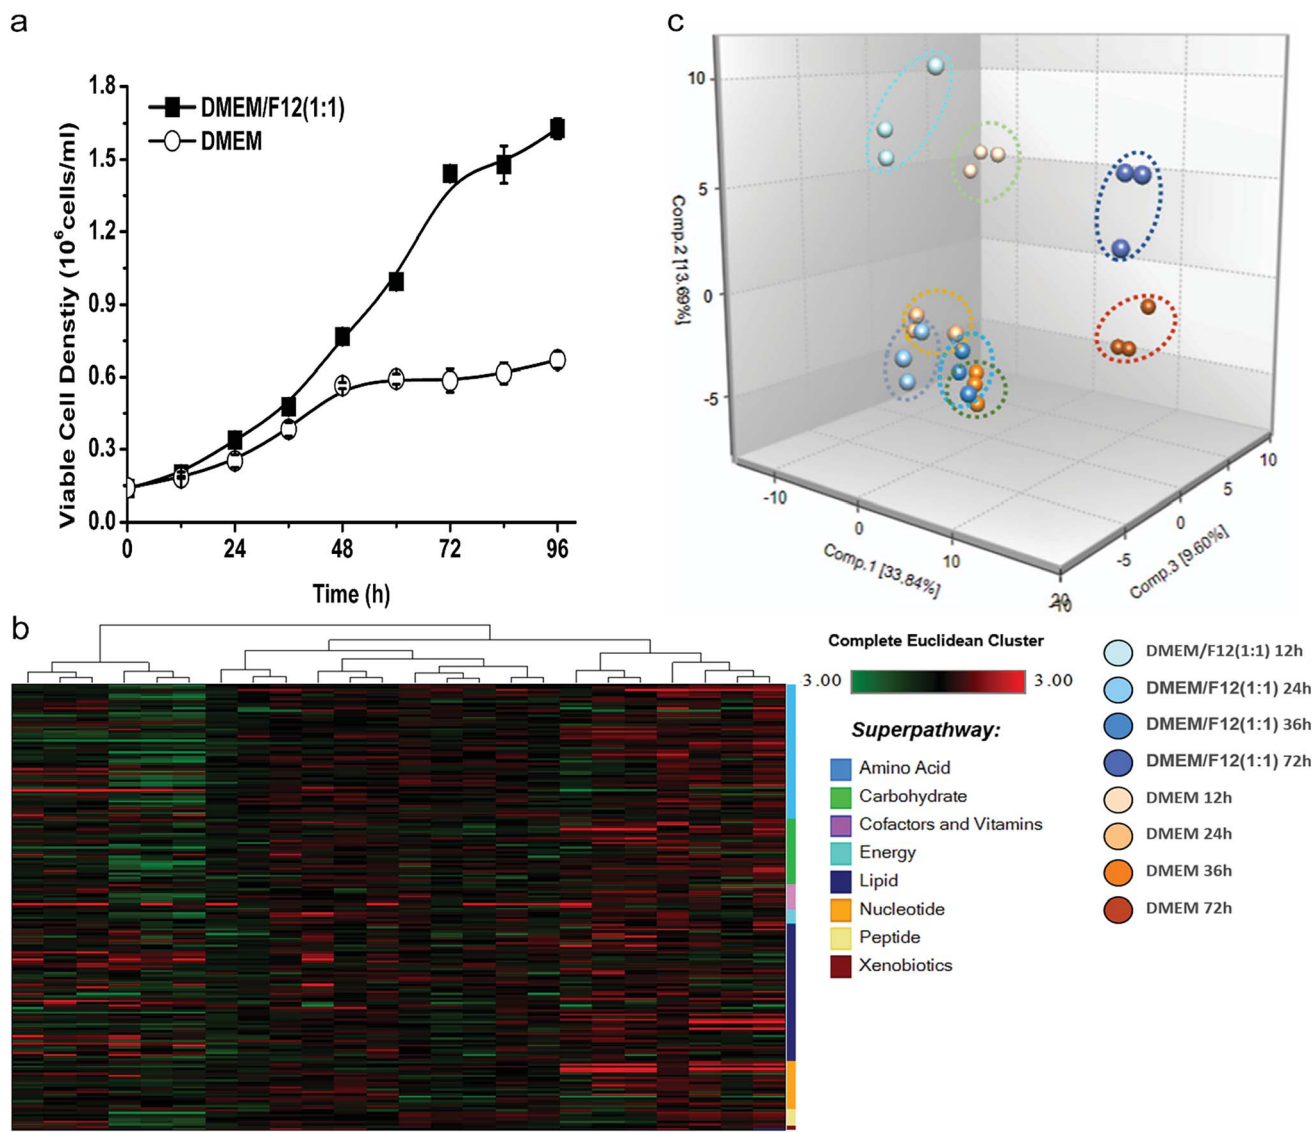 a
Viable Cell Denstiy (10⁶cells/ml)
1.8
1.5
1.2
0.9
0.6
0.3
0.0
DMEM/F12(1:1)
DMEM
0
24
48
72
96
Time (h)
c
10
5
0
-5
Comp.2 [13.69%]
-10
0
10
20
Comp.1 [33.84%]
-10
-5
0
5
10
Comp.3 [9.60%]
b
Complete Euclidean Cluster
3.00
3.00
Superpathway:
Amino Acid
Carbohydrate
Cofactors and Vitamins
Energy
Lipid
Nucleotide
Peptide
Xenobiotics
DMEM/F12(1:1) 12h
DMEM/F12(1:1) 24h
DMEM/F12(1:1) 36h
DMEM/F12(1:1) 72h
DMEM 12h
DMEM 24h
DMEM 36h
DMEM 72h